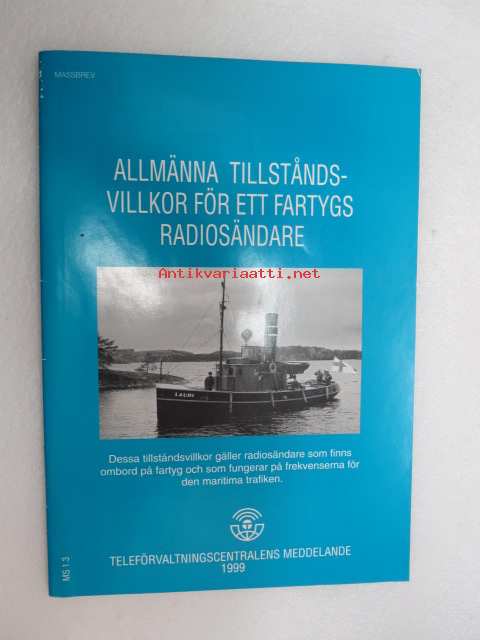 MASSBREV
ALLMÄNNA TILLSTÅNDS-
VILLKOR FÖR ETT FARTYGS
RADIOSÄNDARE
Antikvariaatti.net
LAURI
Dessa tillståndsvillkor gäller radiosändare som finns
ombord på fartyg och som fungerar på frekvenserna för
den maritima trafiken.
TELEFÖRVALTNINGSCENTRALENS MEDDELANDE
1999
MS 1.3